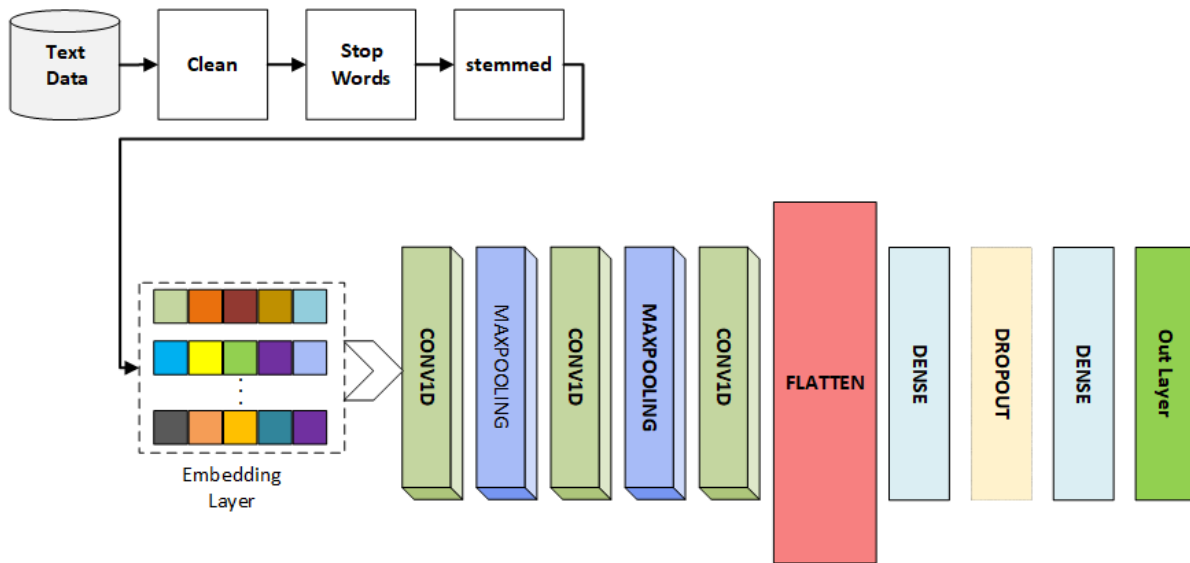 Text
Data
Clean
Stop
Words
stemmed
Embedding
Layer
CONV1D
MAXPOOLING
CONV1D
MAXPOOLING
CONV1D
FLATTEN
DENSE
DROPOUT
DENSE
Out Layer